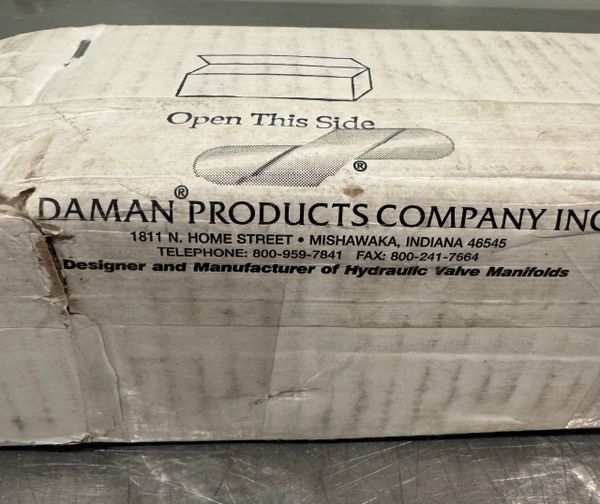 Open This Side
®
®
DAMAN PRODUCTS COMPANY INC
1811 N. HOME STREET • MISHAWAKA, INDIANA 46545
TELEPHONE: 800-959-7841 FAX: 800-241-7664
Designer and Manufacturer of Hydraulic Valve Manifolds